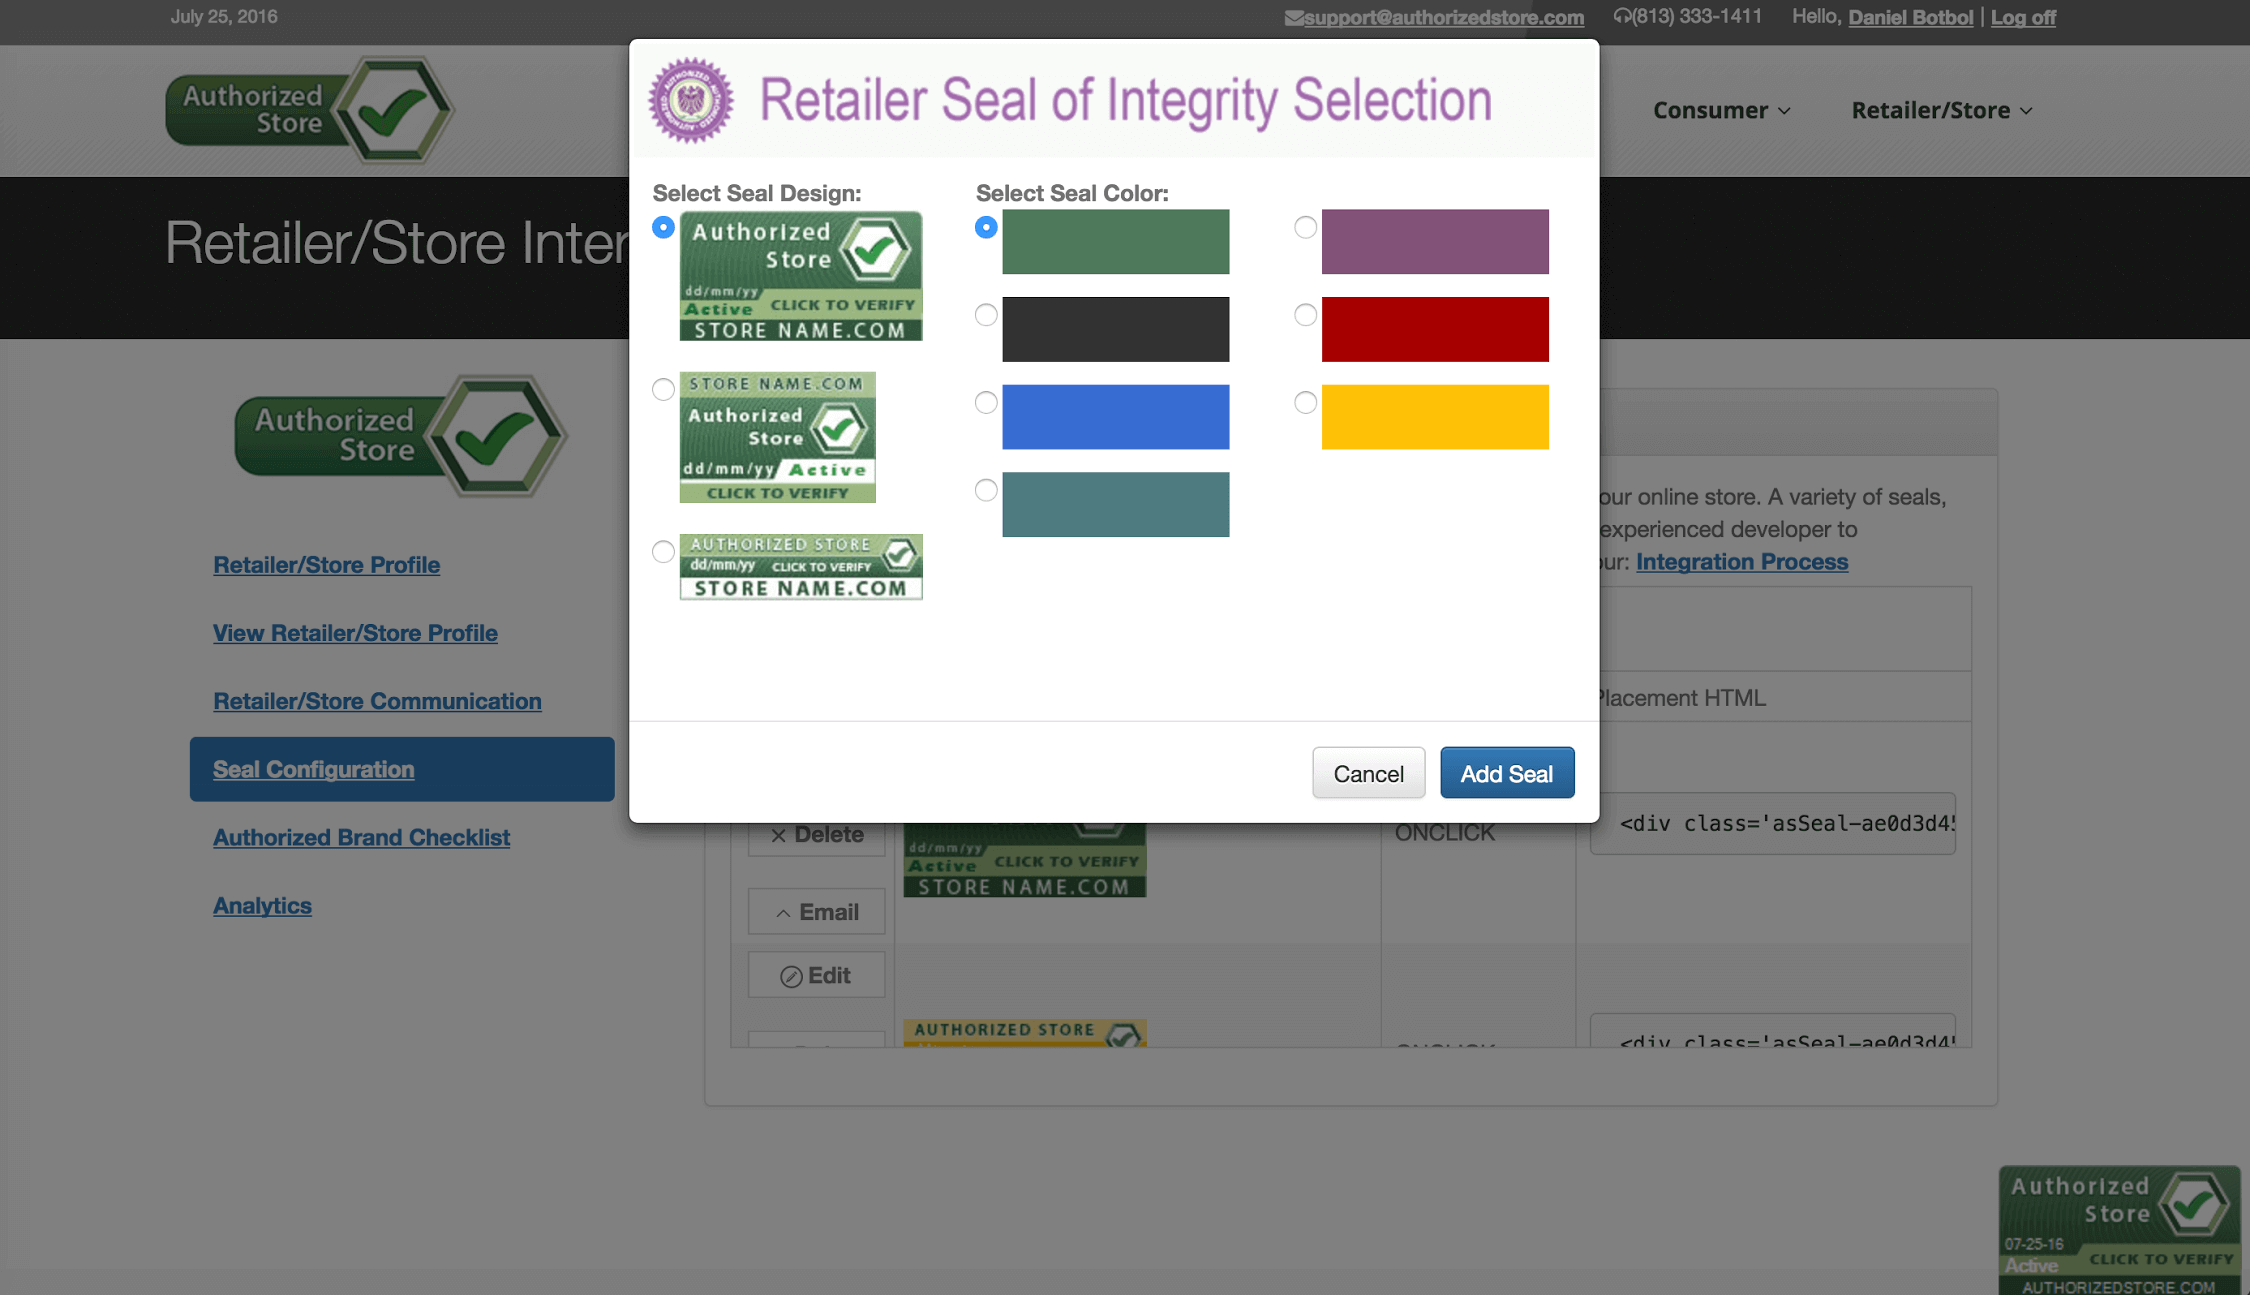 July 25, 2016
support@authorizedstore.com
(813) 333-1411
Hello, Daniel Botbol | Log off
Authorized
Store
Consumer
Retailer/Store
Retailer Seal of Integrity Selection
Retailer/Store Inter
Select Seal Design:
Select Seal Color:
Authorized
Store
dd/mm/yy
Active
CLICK TO VERIFY
STORE NAME.COM
STORE NAME.COM
Authorized
Store
dd/mm/yy Active
CLICK TO VERIFY
AUTHORIZED STORE
dd/mm/yy CLICK TO VERIFY
STORE NAME.COM
Cancel
Add Seal
Authorized
Store
Retailer/Store Profile
View Retailer/Store Profile
Retailer/Store Communication
Seal Configuration
Authorized Brand Checklist
Analytics
our online store. A variety of seals,
experienced developer to
our: Integration Process
Placement HTML
Delete
dd/mm/yy
Active
CLICK TO VERIFY
STORE NAME.COM
ONCLICK
<div class='asSeal-ae0d3d45
Email
Edit
AUTHORIZED STORE
ONCLICK
<div class='asSeal-ae0d3d45
Authorized
Store
07-25-16
Active
CLICK TO VERIFY
AUTHORIZEDSTORE.COM